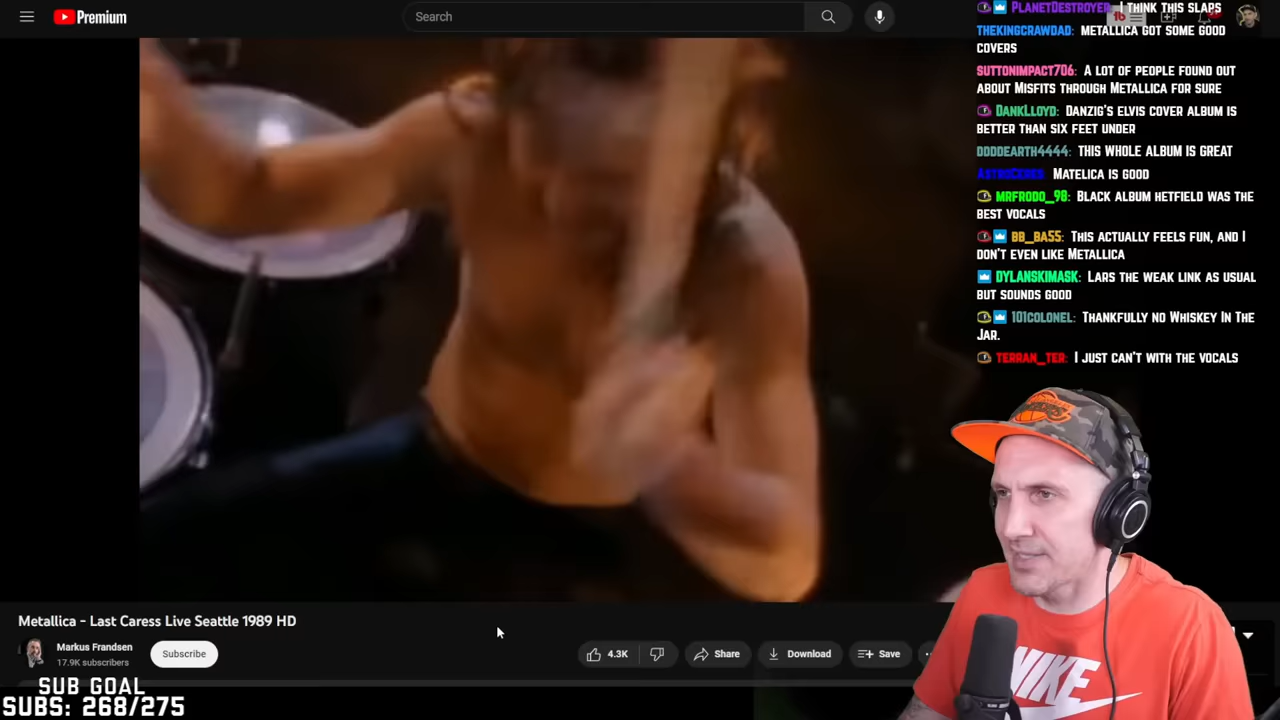 Premium
Search
PLANETDESTROYER I THINK THIS SLAPS
THEKINGCRAWDAD: METALLICA GOT SOME GOOD
COVERS
SUTTONIMPACT706: A LOT OF PEOPLE FOUND OUT
ABOUT MISFITS THROUGH METALLICA FOR SURE
DANKLLOYD: DANZIG'S ELVIS COVER ALBUM IS
BETTER THAN SIX FEET UNDER
DDDDEARTH4444: THIS WHOLE ALBUM IS GREAT
MATELICA IS GOOD
MRFRODO_98: BLACK ALBUM HETFIELD WAS THE
BEST VOCALS
BB_BA55: THIS ACTUALLY FEELS FUN, AND I
DON'T EVEN LIKE METALLICA
DYLANSKIMASK: LARS THE WEAK LINK AS USUAL
BUT SOUNDS GOOD
101COLONEL: THANKFULLY NO WHISKEY IN THE
JAR.
TERRAN_TER: I JUST CAN'T WITH THE VOCALS
NIKE
Metallica - Last Caress Live Seattle 1989 HD
Markus Frandsen
17.9K subscribers
Subscribe
4.3K
Share
Download
Save
SUB GOAL
SUBS: 268/275